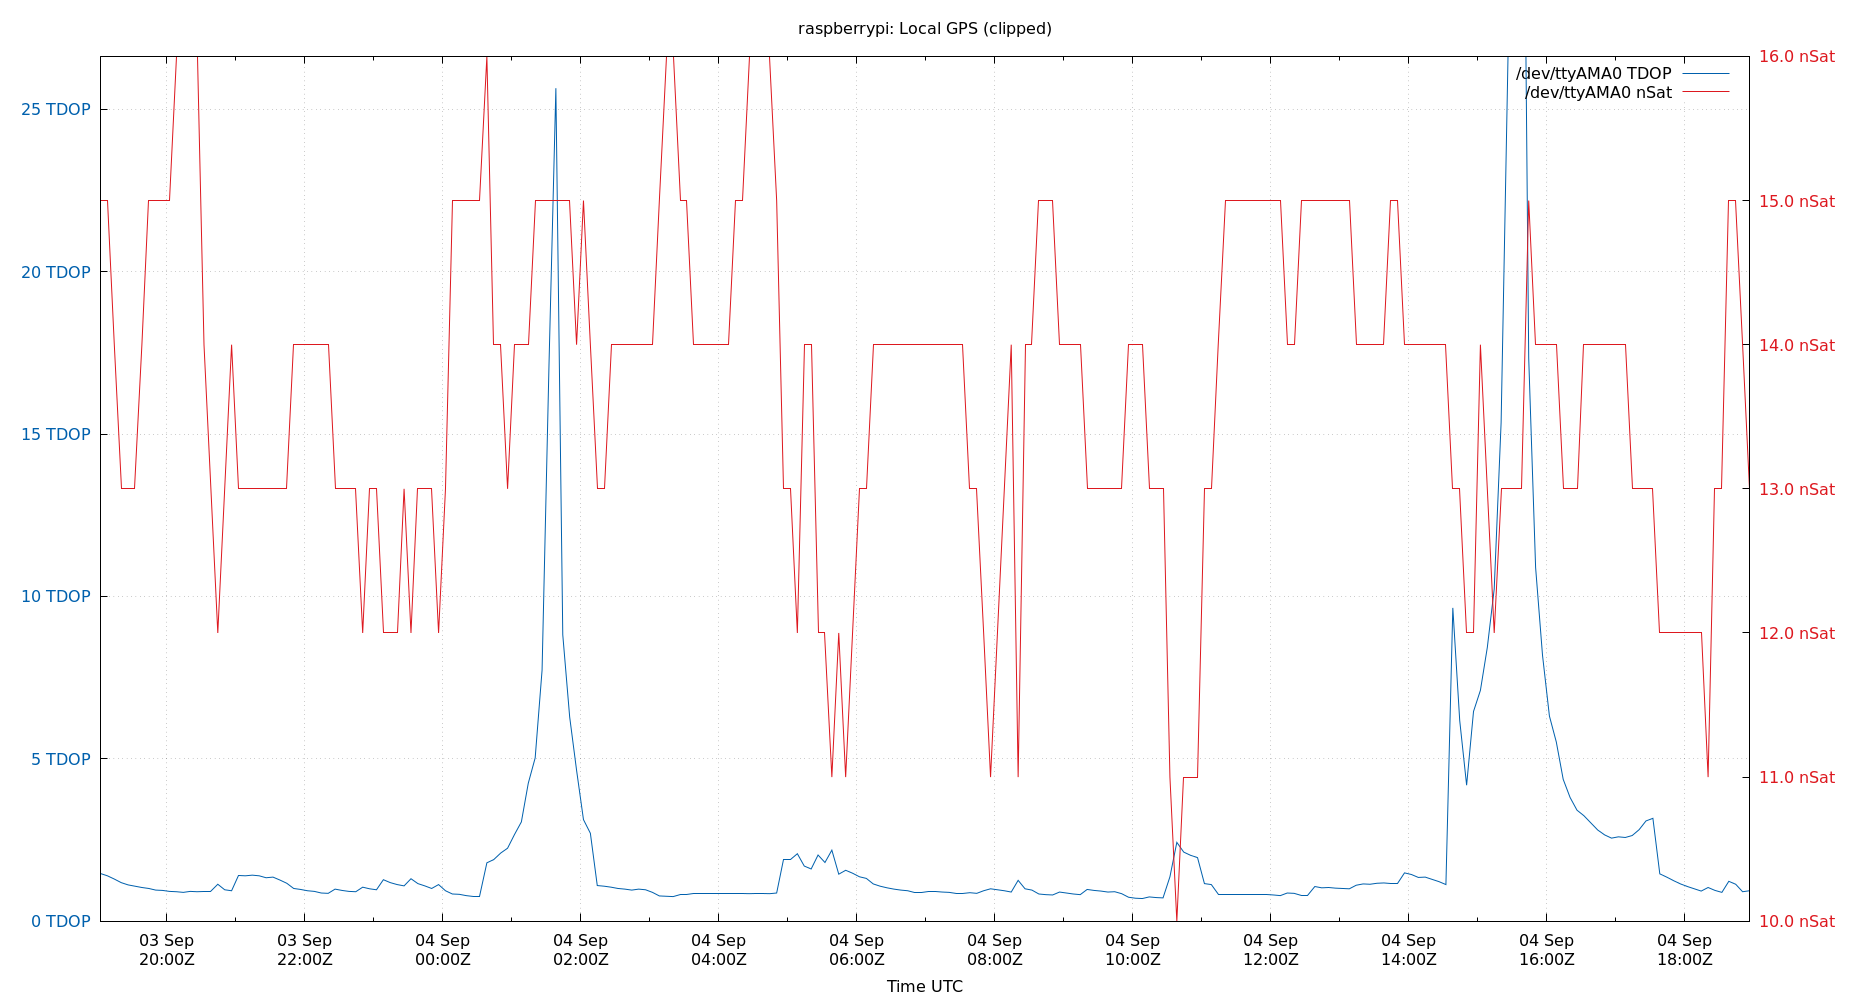 raspberrypi: Local GPS (clipped)
/dev/ttyAMA0 TDOP
/dev/ttyAMA0 nSat
25 TDOP
20 TDOP
15 TDOP
10 TDOP
5 TDOP
0 TDOP
16.0 nSat
15.0 nSat
14.0 nSat
13.0 nSat
12.0 nSat
11.0 nSat
10.0 nSat
03 Sep
20:00Z
03 Sep
22:00Z
04 Sep
00:00Z
04 Sep
02:00Z
04 Sep
04:00Z
04 Sep
06:00Z
04 Sep
08:00Z
04 Sep
10:00Z
04 Sep
12:00Z
04 Sep
14:00Z
04 Sep
16:00Z
04 Sep
18:00Z
Time UTC